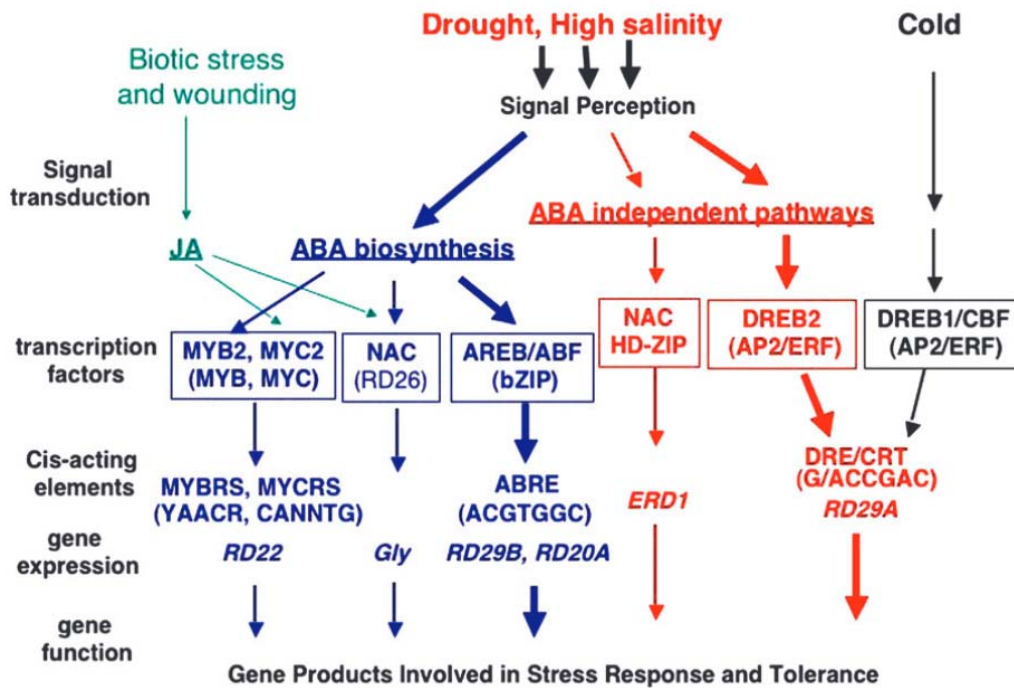 Drought, High salinity
Cold
Biotic stress
and wounding
Signal Perception
Signal
transduction
ABA independent pathways
JA
ABA biosynthesis
transcription
factors
MYB2, MYC2
(MYB, MYC)
NAC
(RD26)
AREB/ABF
(bZIP)
NAC
HD-ZIP
DREB2
(AP2/ERF)
DREB1/CBF
(AP2/ERF)
Cis-acting
elements
MYBRS, MYCRS
(YAACR, CANNTG)
ABRE
(ACGTGGC)
ERD1
DRE/CRT
(G/ACCGAC)
RD29A
gene
expression
RD22
Gly
RD29B, RD20A
gene
function
Gene Products Involved in Stress Response and Tolerance